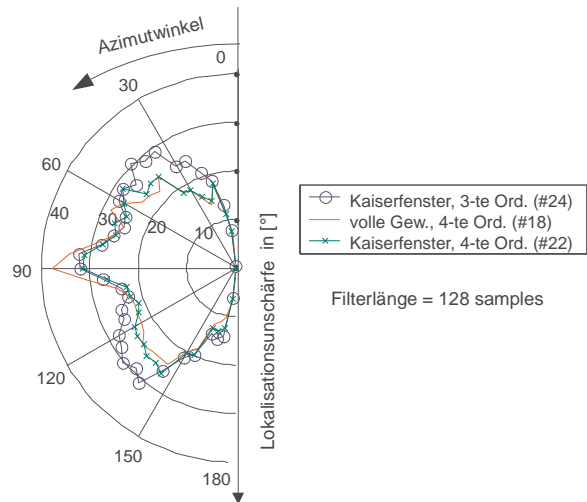 Azimutwinkel
0
30
60
40
30
20
10
90
120
150
180
Lokalisationsunschärfe in [°]
Kaiserfenster, 3-te Ord. (#24)
volle Gew., 4-te Ord. (#18)
Kaiserfenster, 4-te Ord. (#22)
Filterlänge = 128 samples